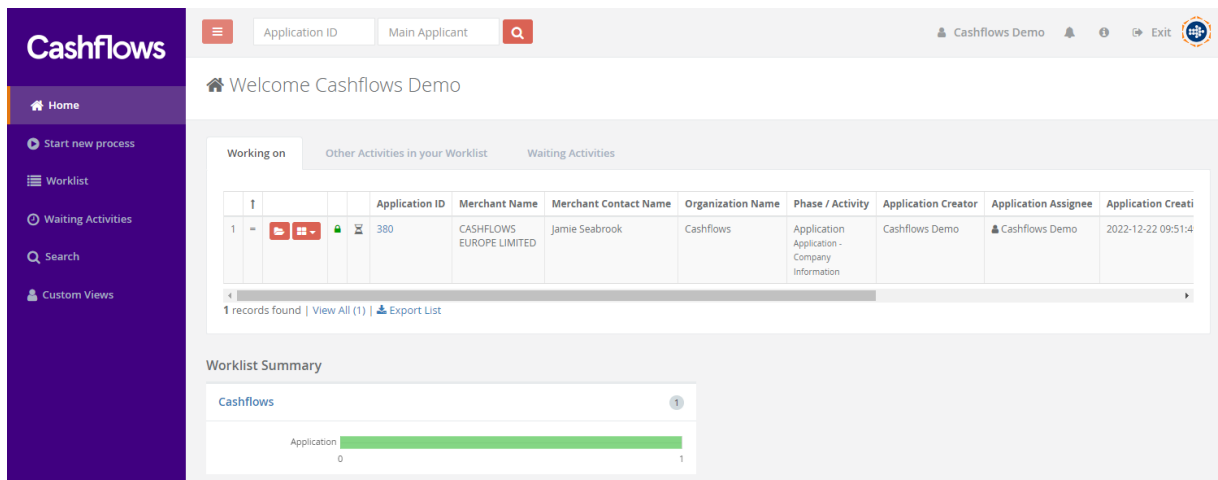 Cashflows
Application ID
Main Applicant
Cashflows Demo
Exit
Welcome Cashflows Demo
Home
Start new process
Worklist
Waiting Activities
Search
Custom Views
Working on
Other Activities in your Worklist
Waiting Activities
Application ID Merchant Name Merchant Contact Name Organization Name Phase / Activity Application Creator Application Assignee Application Creati
1 = 380 CASHFLOWS Jamie Seabrook Cashflows Application Cashflows Demo Cashflows Demo 2022-12-22 09:51:4
EUROPE LIMITED Application -
Company
Information
1 records found | View All (1) | Export List
Worklist Summary
Cashflows 1
Application
0 1